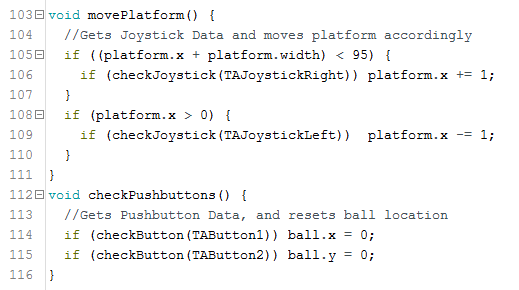 103 void movePlatform() {
104   //Gets Joystick Data and moves platform accordingly
105   if ((platform.x + platform.width) < 95) {
106     if (checkJoystick(TAJoystickRight)) platform.x += 1;
107   }
108   if (platform.x > 0) {
109     if (checkJoystick(TAJoystickLeft))  platform.x -= 1;
110   }
111 }
112 void checkPushbuttons() {
113   //Gets Pushbutton Data, and resets ball location
114   if (checkButton(TAButton1)) ball.x = 0;
115   if (checkButton(TAButton2)) ball.y = 0;
116 }